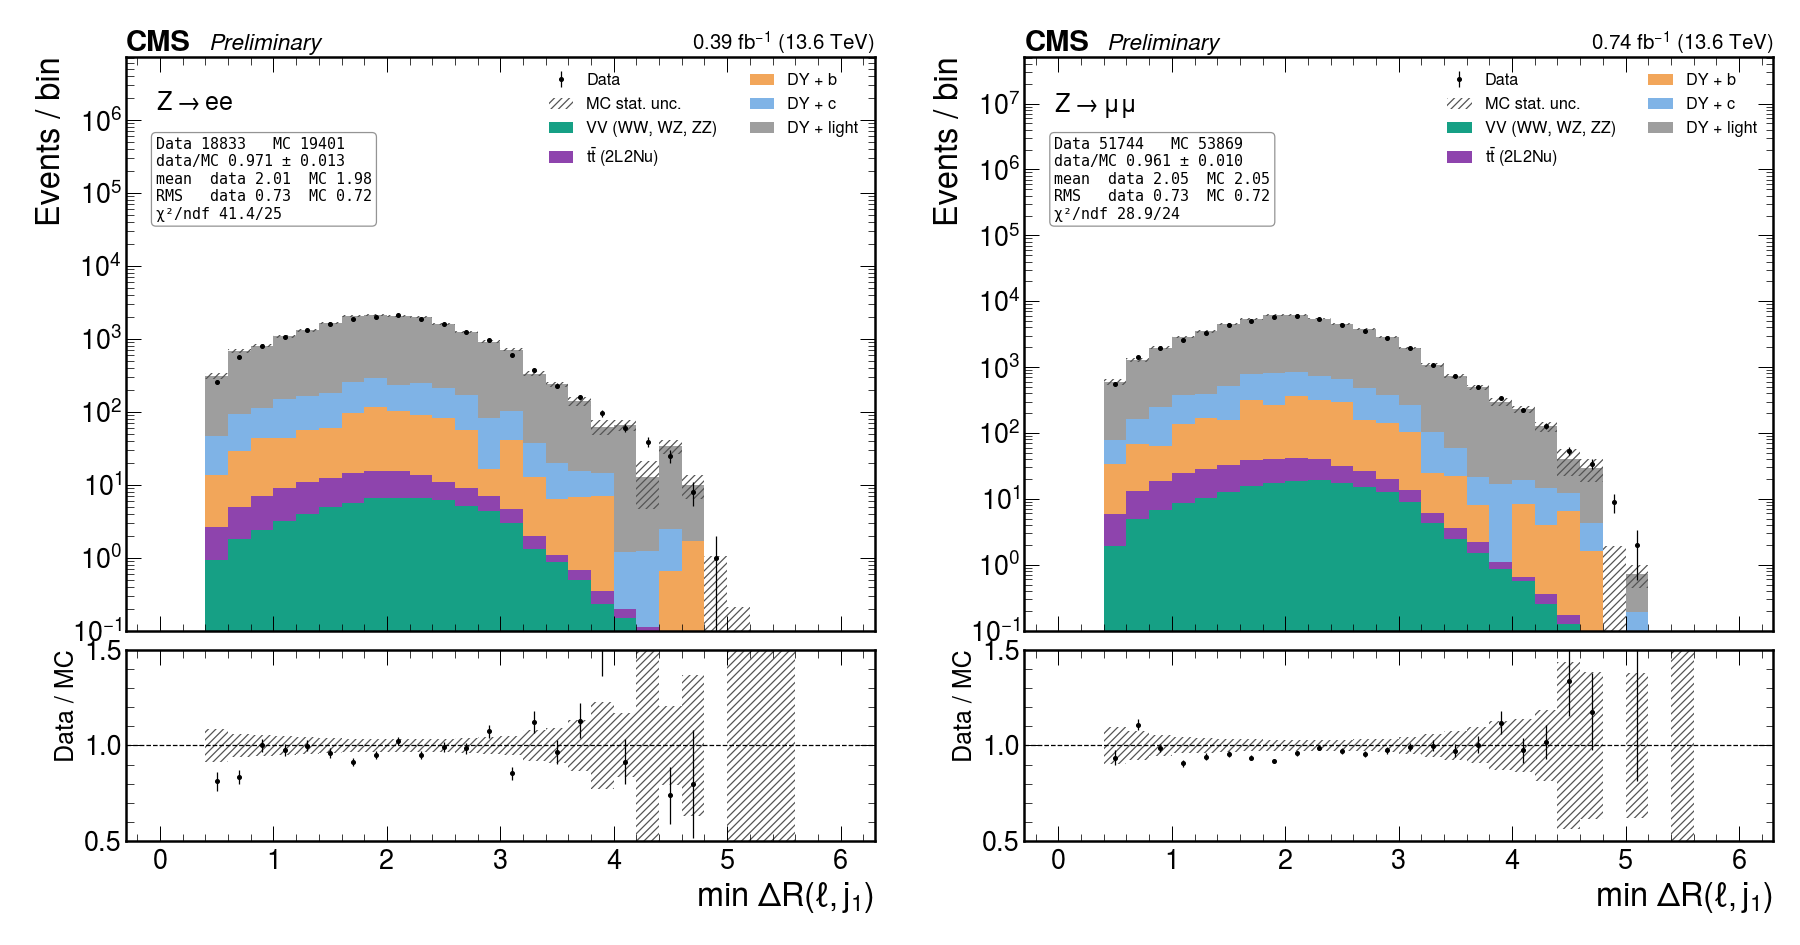 CMS Preliminary 0.39 fb⁻¹ (13.6 TeV)
Events / bin
Z → ee
Data
MC stat. unc.
VV (WW, WZ, ZZ)
tt̄ (2L2Nu)
DY + b
DY + c
DY + light
Data 18833 MC 19401
data/MC 0.971 ± 0.013
mean data 2.01 MC 1.98
RMS data 0.73 MC 0.72
χ²/ndf 41.4/25
10⁶
10⁵
10⁴
10³
10²
10¹
10⁰
10⁻¹
Data / MC
1.5
1.0
0.5
0 1 2 3 4 5 6
min ΔR(ℓ, j₁)
CMS Preliminary 0.74 fb⁻¹ (13.6 TeV)
Events / bin
Z → μμ
Data
MC stat. unc.
VV (WW, WZ, ZZ)
tt̄ (2L2Nu)
DY + b
DY + c
DY + light
Data 51744 MC 53869
data/MC 0.961 ± 0.010
mean data 2.05 MC 2.05
RMS data 0.73 MC 0.72
χ²/ndf 28.9/24
10⁷
10⁶
10⁵
10⁴
10³
10²
10¹
10⁰
10⁻¹
Data / MC
1.5
1.0
0.5
0 1 2 3 4 5 6
min ΔR(ℓ, j₁)